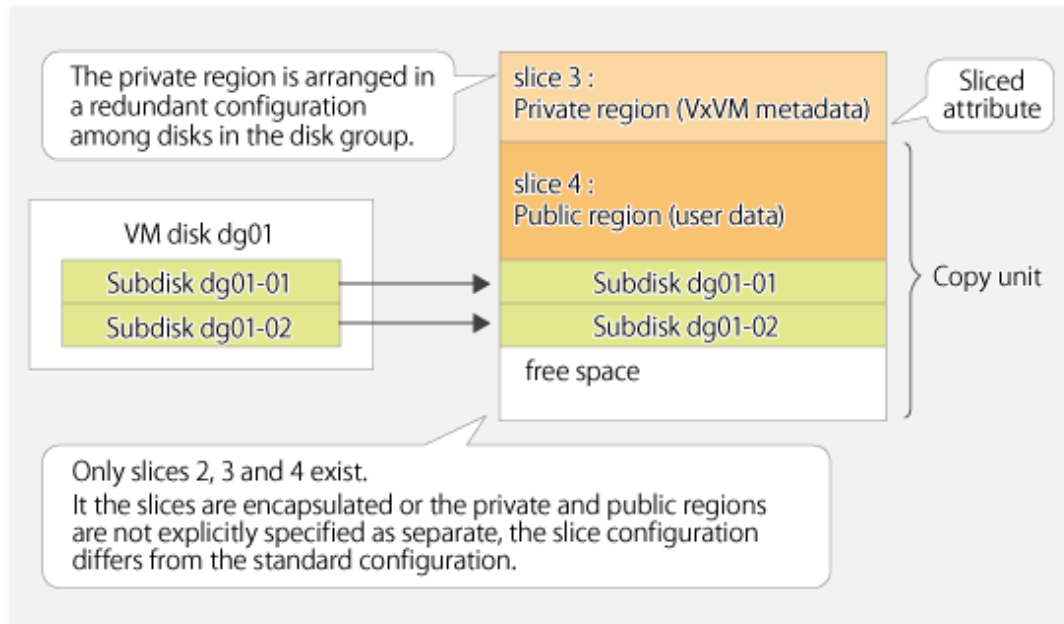 The private region is arranged in
a redundant configuration
among disks in the disk group.
slice 3 :
Private region (VxVM metadata)
Sliced
attribute
slice 4 :
Public region (user data)
VM disk dg01
Subdisk dg01-01
Subdisk dg01-02
Subdisk dg01-01
Subdisk dg01-02
free space
Copy unit
Only slices 2, 3 and 4 exist.
It the slices are encapsulated or the private and public regions
are not explicitly specified as separate, the slice configuration
differs from the standard configuration.